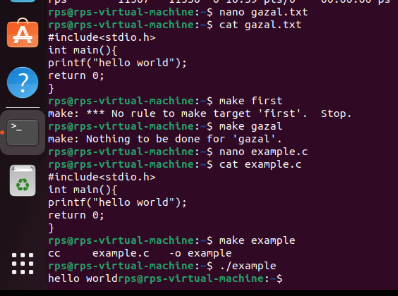 rps@rps-virtual-machine:~$ nano gazal.txt
rps@rps-virtual-machine:~$ cat gazal.txt
#include<stdio.h>
int main(){
printf("hello world");
return 0;
}
rps@rps-virtual-machine:~$ make first
make: *** No rule to make target 'first'.  Stop.
rps@rps-virtual-machine:~$ make gazal
make: Nothing to be done for 'gazal'.
rps@rps-virtual-machine:~$ nano example.c
rps@rps-virtual-machine:~$ cat example.c
#include<stdio.h>
int main(){
printf("hello world");
return 0;
}
rps@rps-virtual-machine:~$ make example
cc     example.c   -o example
rps@rps-virtual-machine:~$ ./example
hello worldrps@rps-virtual-machine:~$